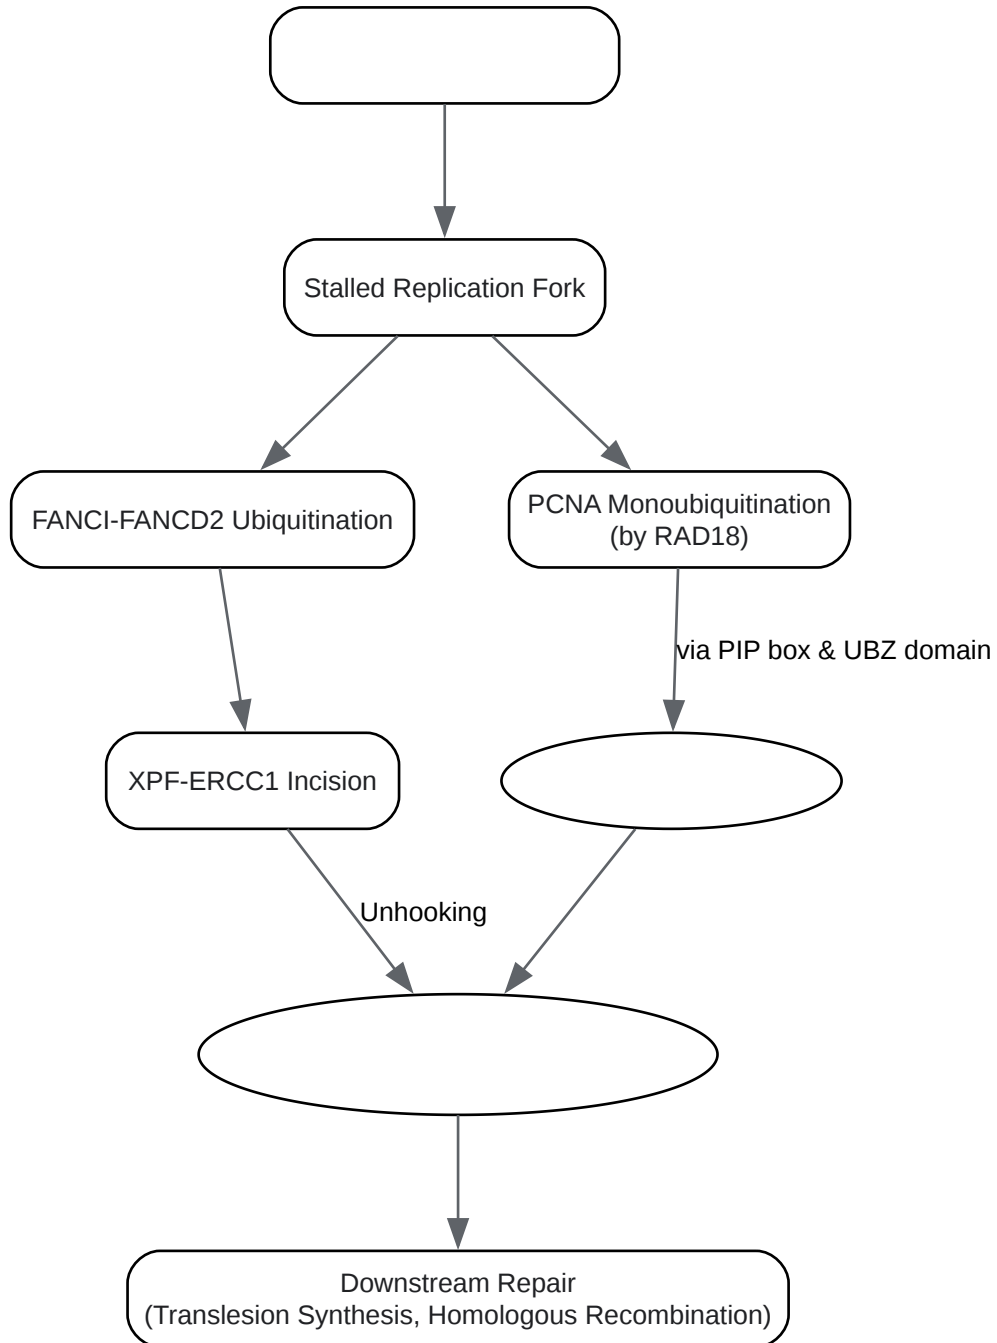 Stalled Replication Fork
FANCI-FANCD2 Ubiquitination
PCNA Monoubiquitination
(by RAD18)
via PIP box & UBZ domain
XPF-ERCC1 Incision
Unhooking
Downstream Repair
(Translesion Synthesis, Homologous Recombination)